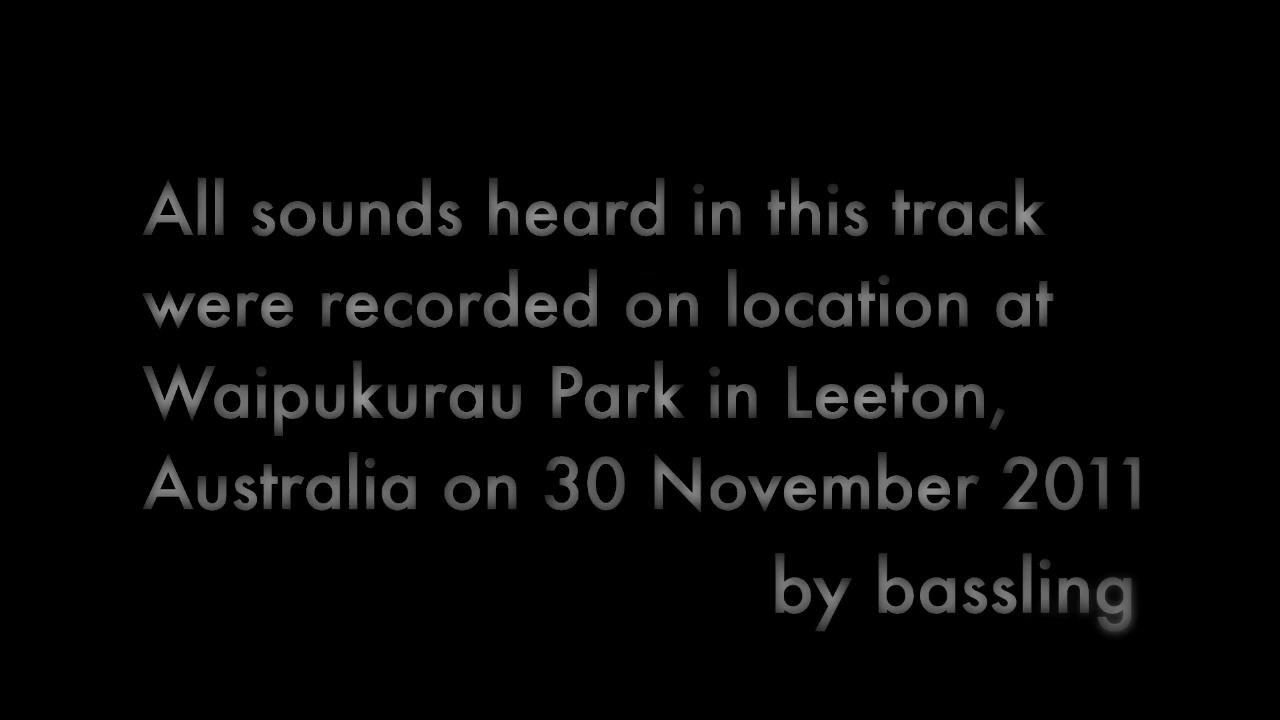 All sounds heard in this track
were recorded on location at
Waipukurau Park in Leeton,
Australia on 30 November 2011
by bassling